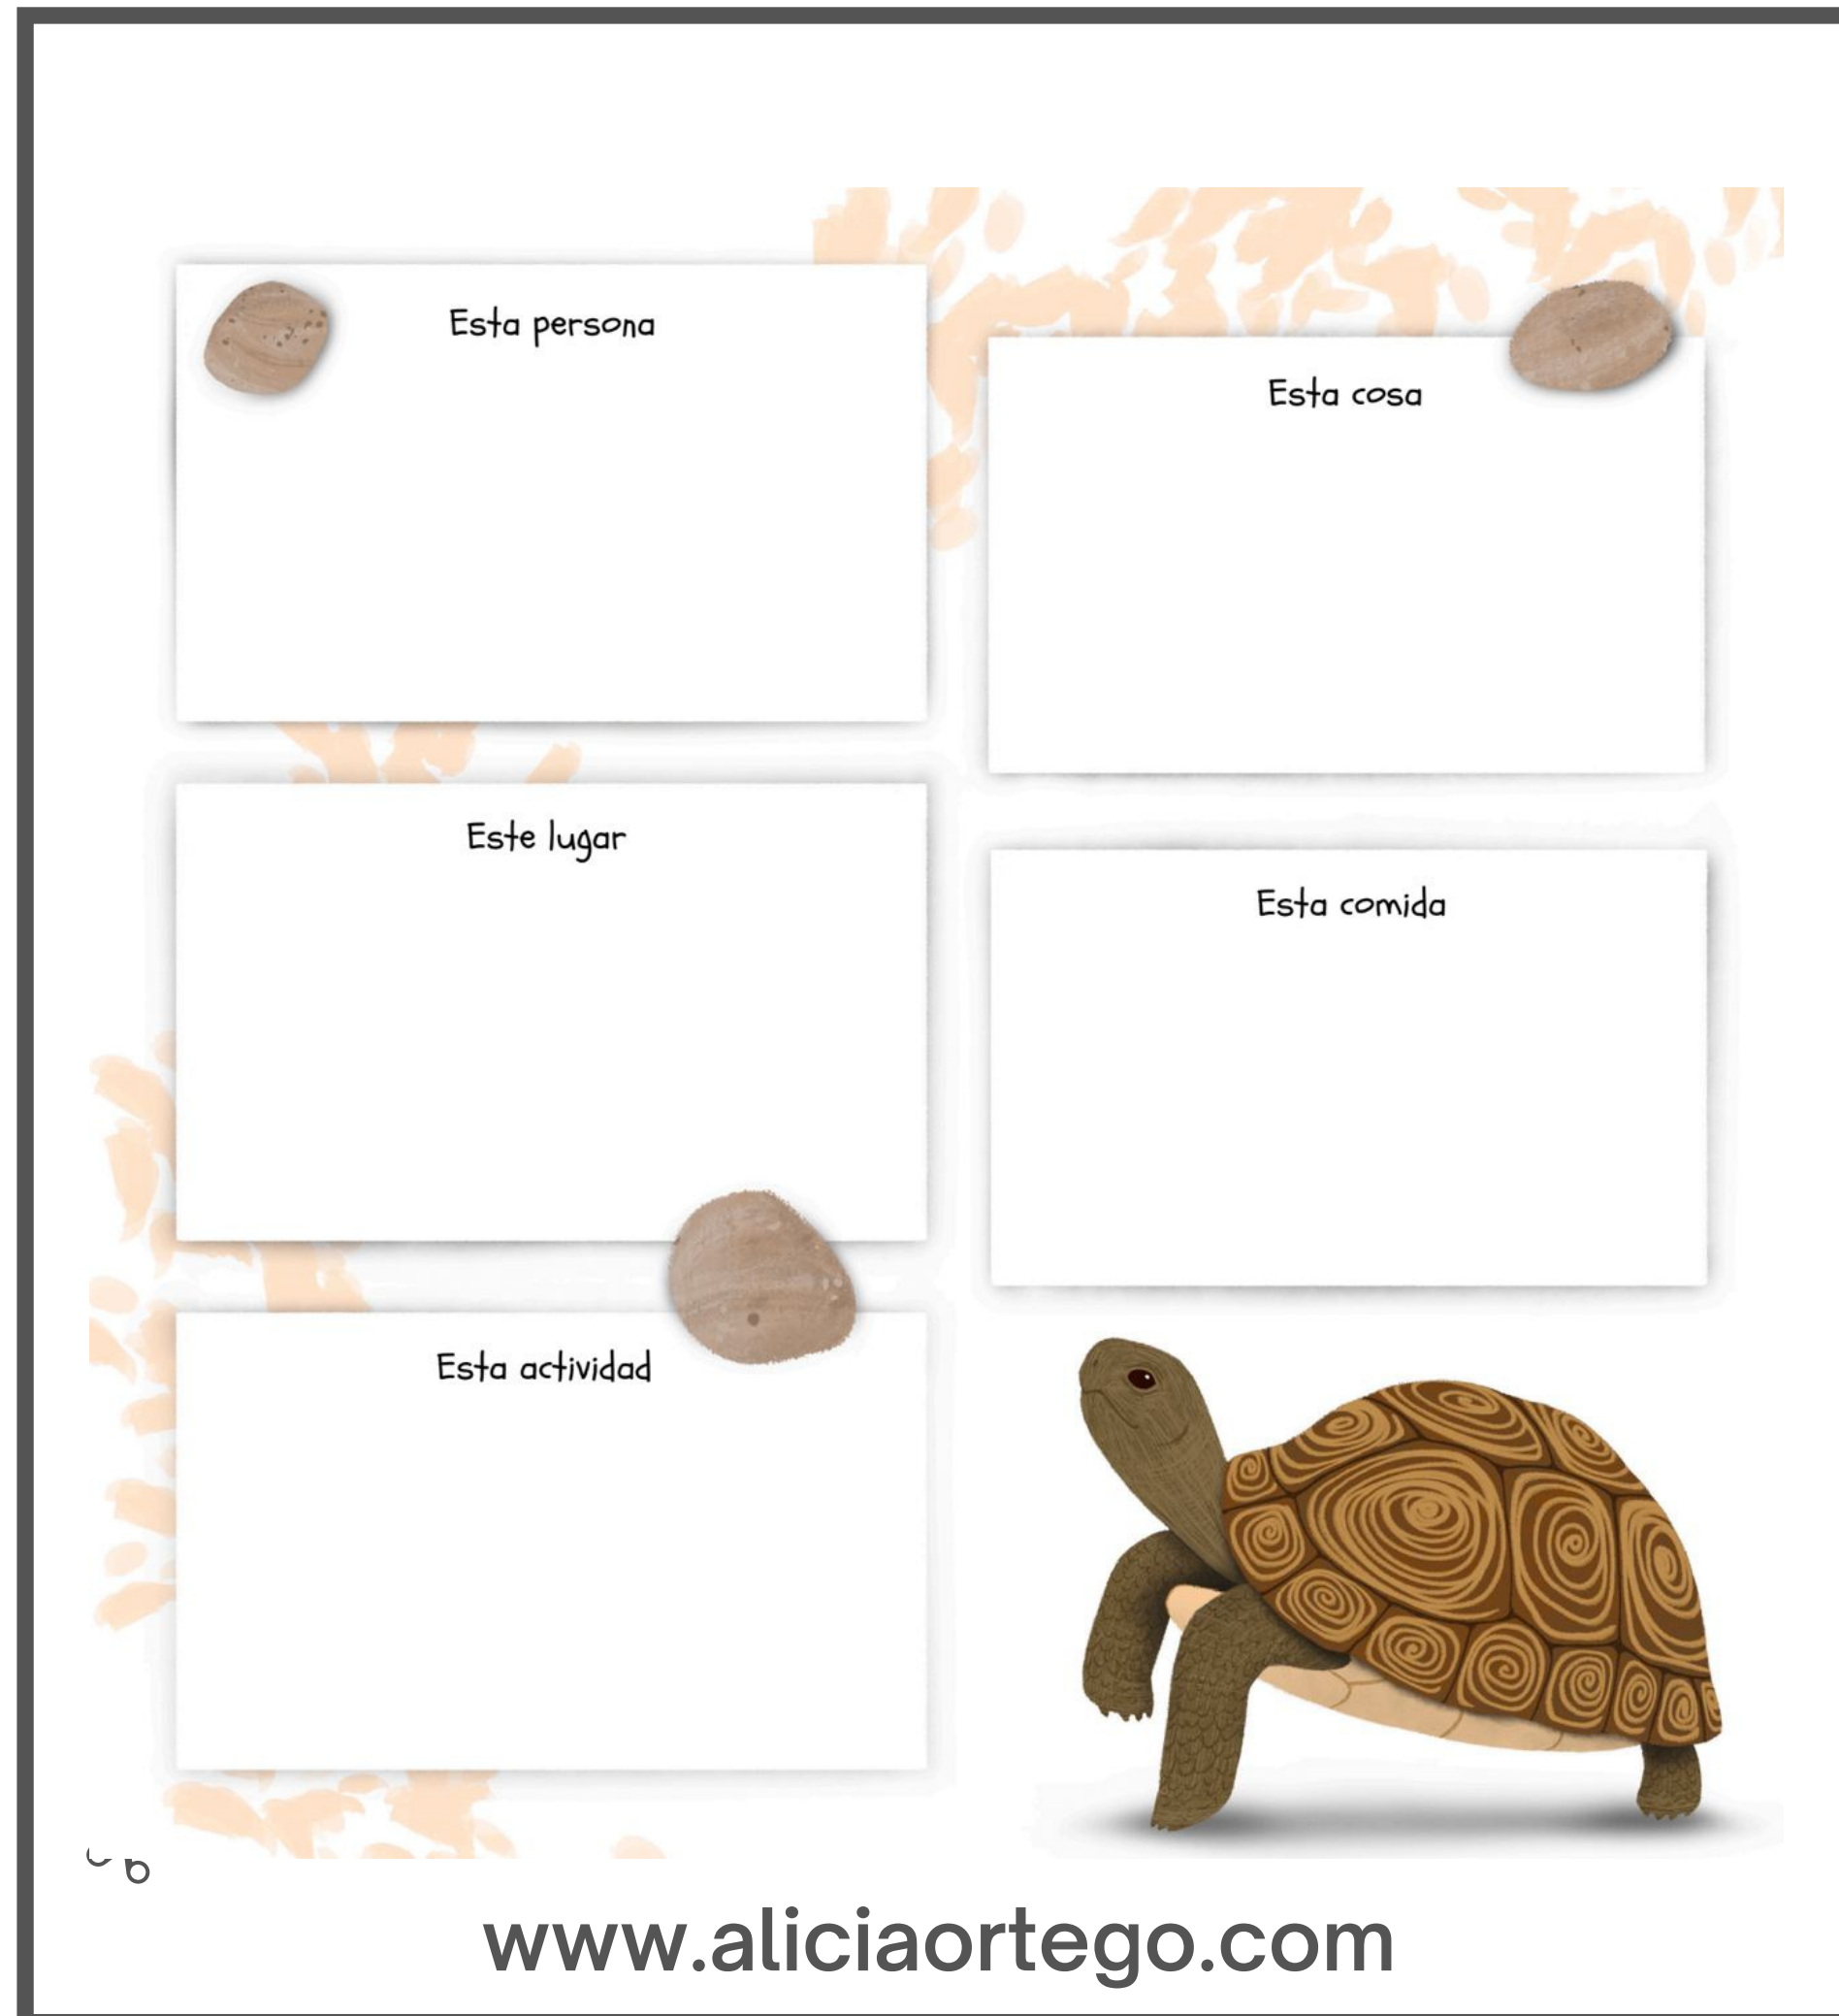 Esta persona
Esta cosa
Este lugar
Esta comida
Esta actividad
www.aliciaortego.com